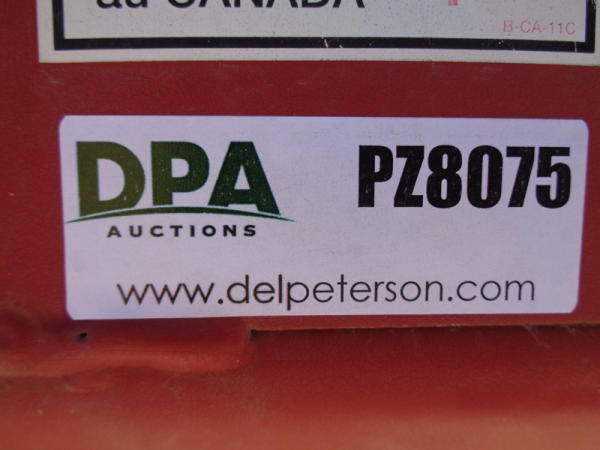 au CANADA
B-CA-11C
DPA
AUCTIONS
PZ8075
www.delpeterson.com